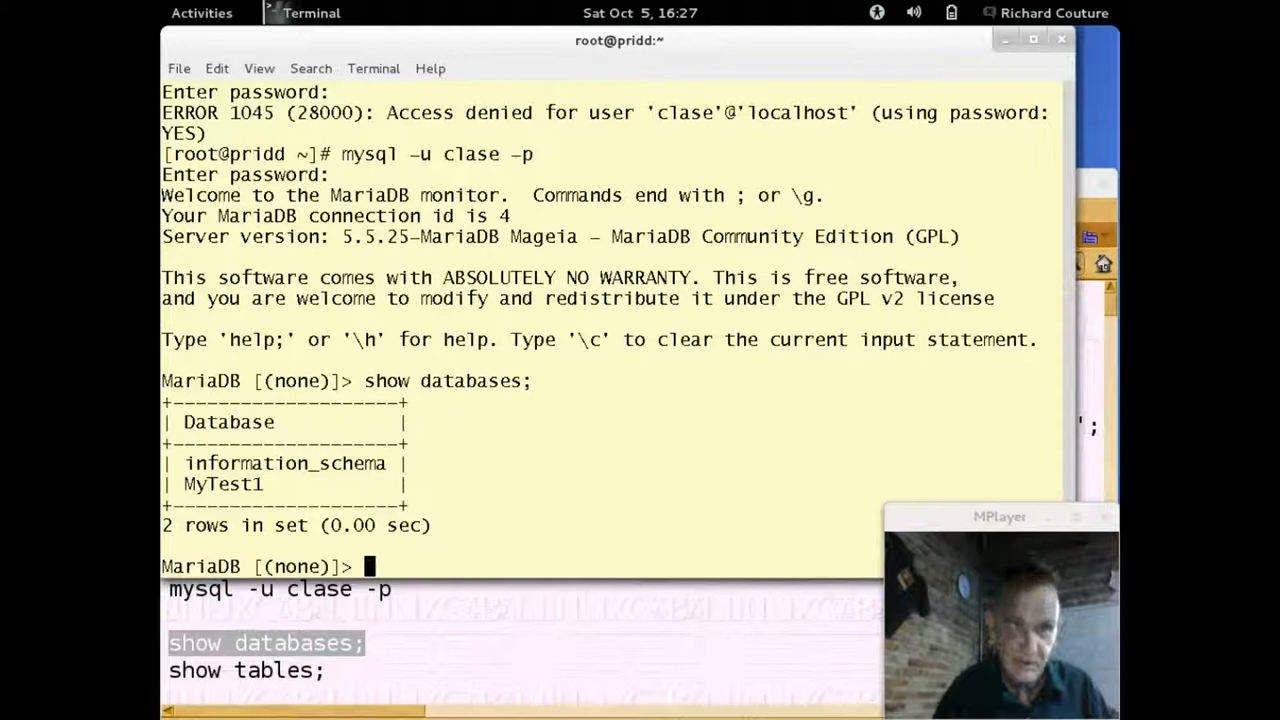 Activities Terminal Sat Oct 5, 16:27 Richard Couture
root@pridd:~
File Edit View Search Terminal Help
Enter password:
ERROR 1045 (28000): Access denied for user 'clase'@'localhost' (using password:
YES)
[root@pridd ~]# mysql -u clase -p
Enter password:
Welcome to the MariaDB monitor.  Commands end with ; or \g.
Your MariaDB connection id is 4
Server version: 5.5.25-MariaDB Mageia - MariaDB Community Edition (GPL)
This software comes with ABSOLUTELY NO WARRANTY. This is free software,
and you are welcome to modify and redistribute it under the GPL v2 license
Type 'help;' or '\h' for help. Type '\c' to clear the current input statement.
MariaDB [(none)]> show databases;
+--------------------+
| Database           |
+--------------------+
| information_schema |
| MyTest1            |
+--------------------+
2 rows in set (0.00 sec)
MariaDB [(none)]>
';
MPlayer
mysql -u clase -p
show databases;
show tables;